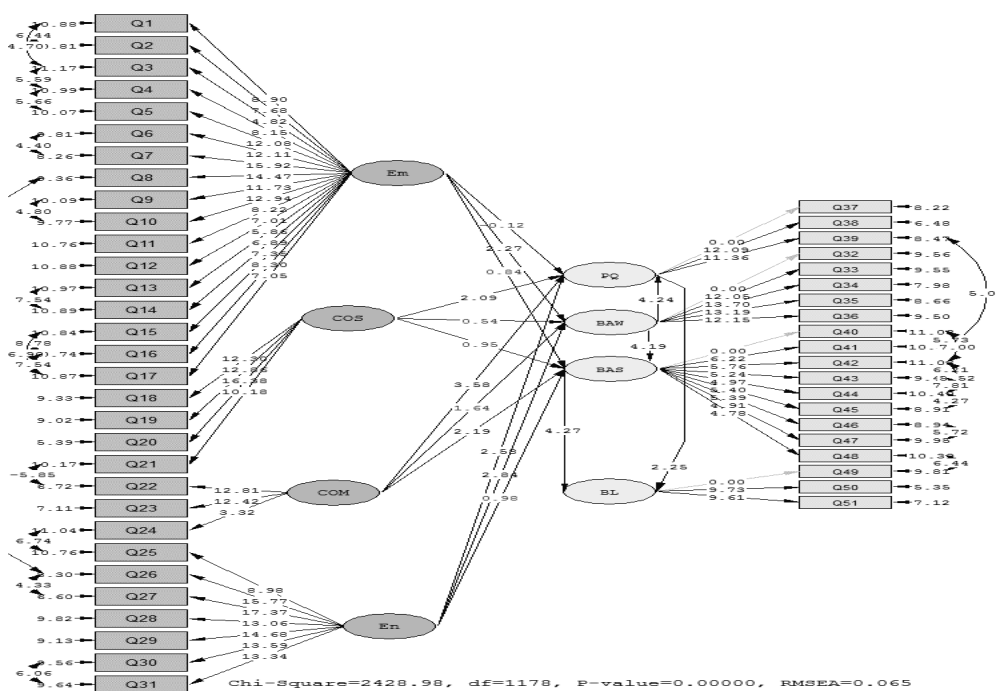 10.88 Q1
6.44
Q2
4.70
11.17 Q3
5.59
10.99 Q4
5.66
10.07 Q5
Q6
4.40
8.26 Q7
Q8
10.09 Q9
4.80
9.77 Q10
10.76 Q11
10.88 Q12
10.97 Q13
7.54
10.89 Q14
10.84 Q15
8.78
Q16
7.54
10.87 Q17
9.33 Q18
9.02 Q19
5.39 Q20
10.17 Q21
-5.85
8.72 Q22
7.11 Q23
11.04 Q24
6.74
10.76 Q25
Q26
4.33
8.60 Q27
9.82 Q28
9.13 Q29
Q30
6.06
9.64 Q31
8.90
7.68
4.82
8.15
12.08
12.11
15.92
14.47
11.73
12.94
8.22
7.01
5.86
6.89
7.35
8.30
7.05
Em
COS
10.18
COM
12.81
12.42
3.32
En
8.98
15.77
17.37
13.06
14.68
13.59
13.34
-0.12
2.27
0.84
2.09
0.54
0.95
3.58
1.64
2.19
2.84
0.98
PQ
4.24
BAW
4.19
BAS
4.27
2.25
BL
0.00
12.09
11.36
0.00
12.05
13.70
13.19
12.15
0.00
6.22
5.76
5.24
4.97
5.40
5.39
4.91
4.78
0.00
9.73
9.61
Q37 8.22
Q38 6.48
Q39 8.47
Q32 9.56
Q33 9.55
Q34 7.98
Q35 8.66
Q36 9.50
5.0
Q40
Q41
Q42
Q43
Q44
4.27
Q45 8.91
Q46 8.94
5.72
Q47 9.95
Q48
6.44
Q49 9.82
Q50 5.35
Q51 7.12
Chi-Square=2428.98, df=1178, P-value=0.00000, RMSEA=0.065